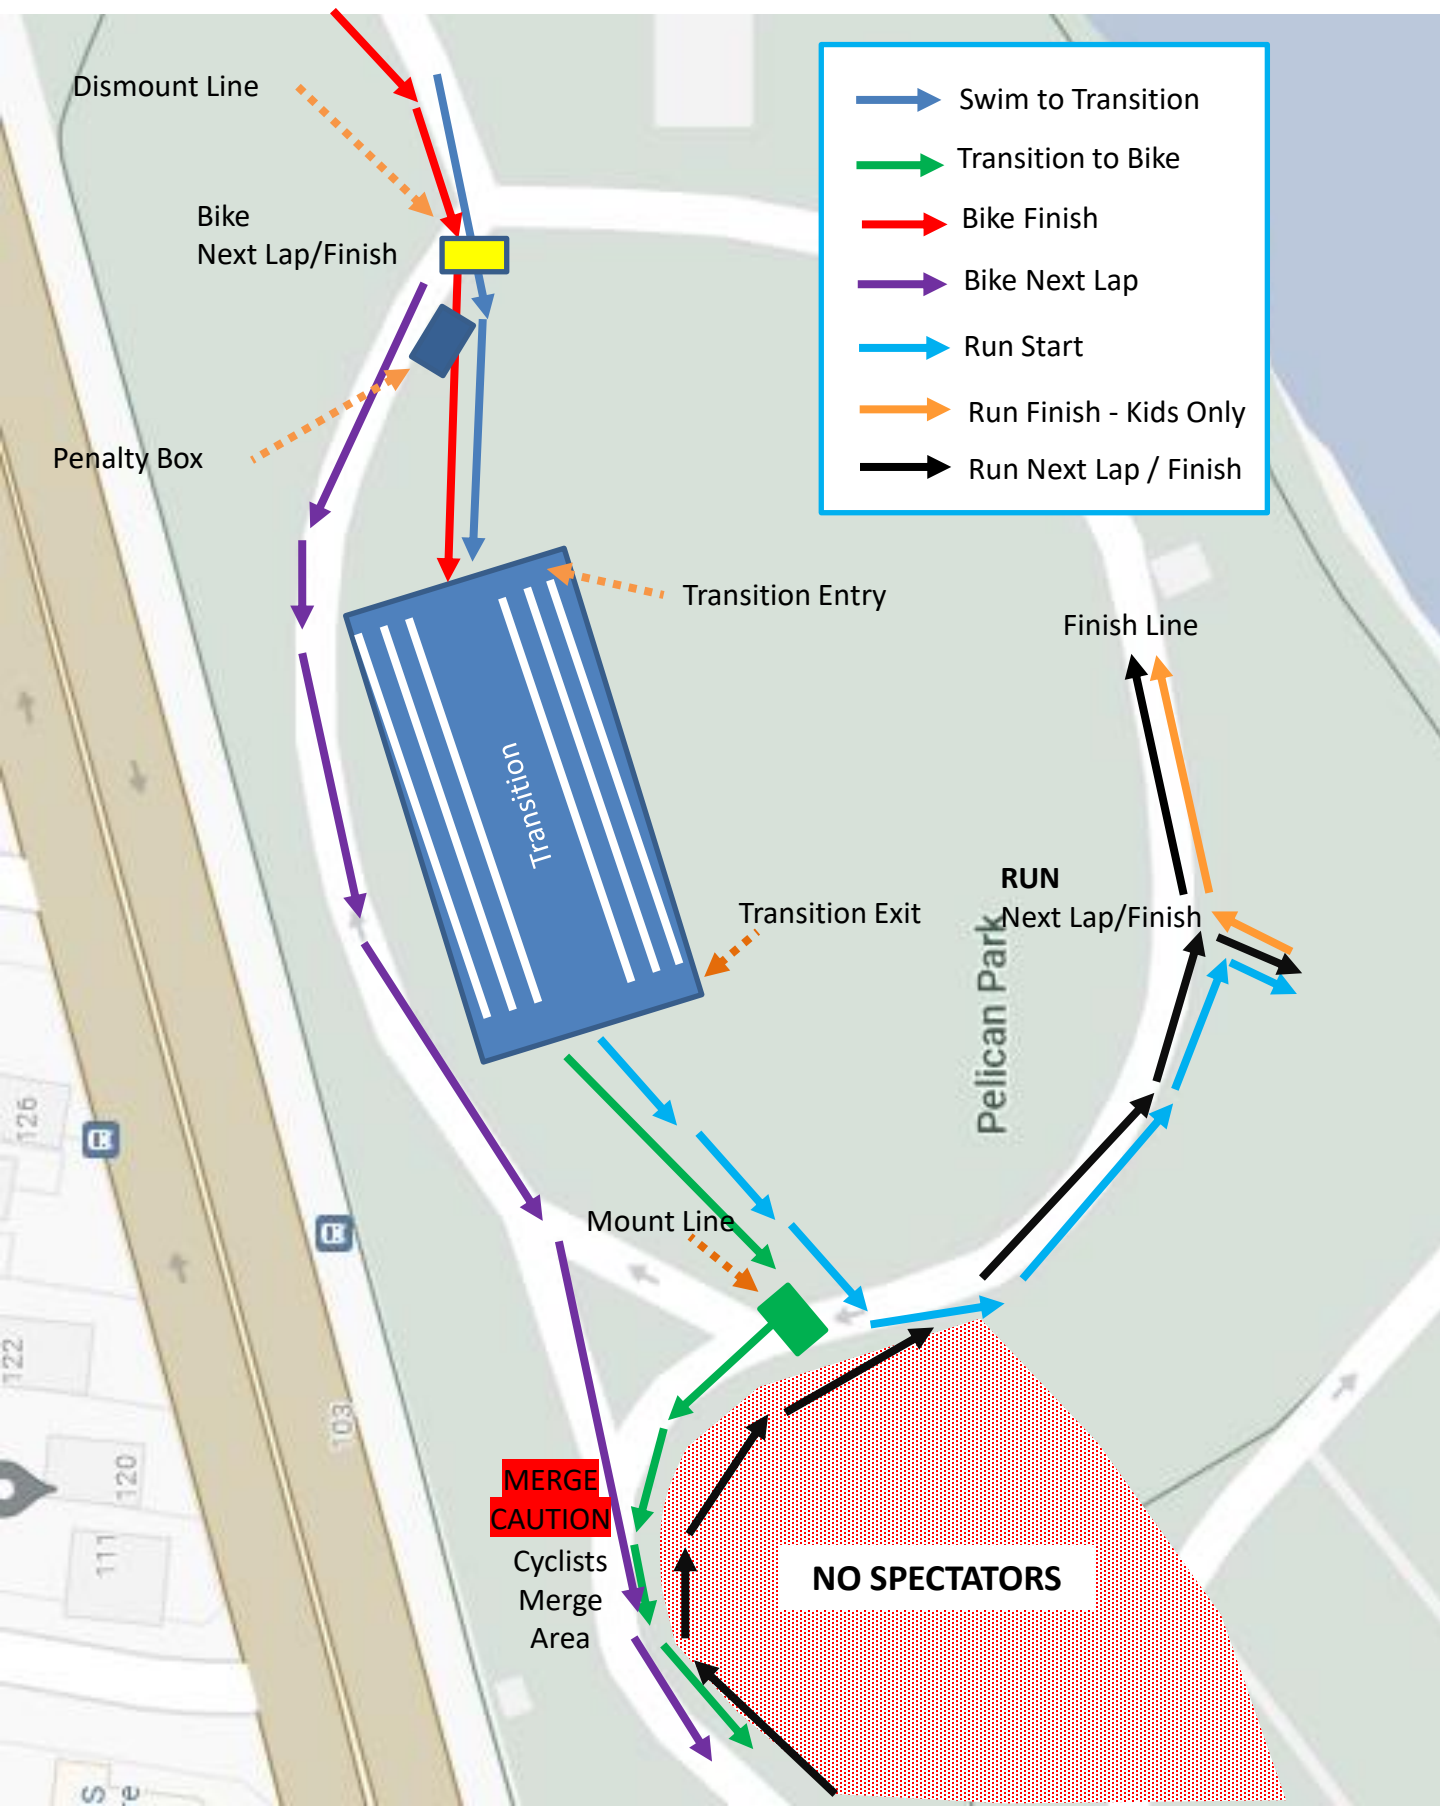 Dismount Line
Swim to Transition
Transition to Bike
Bike Finish
Bike Next Lap
Run Start
Run Finish - Kids Only
Run Next Lap / Finish
Bike
Next Lap/Finish
Penalty Box
Transition Entry
Finish Line
Transition
RUN
Next Lap/Finish
Transition Exit
Pelican Park
126
Mount Line
122
103
120
111
MERGE
CAUTION
Cyclists
Merge
Area
NO SPECTATORS